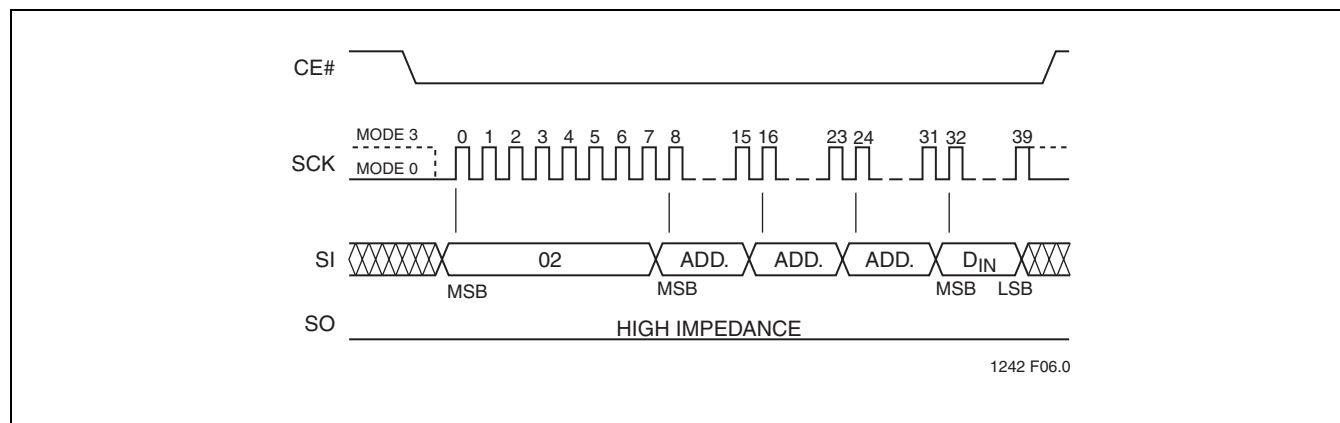 CE#
MODE 3 0 1 2 3 4 5 6 7 8 15 16 23 24 31 32 39
SCK
MODE 0
SI 02 ADD. ADD. ADD. DIN
MSB MSB MSB LSB
SO HIGH IMPEDANCE
1242 F06.0